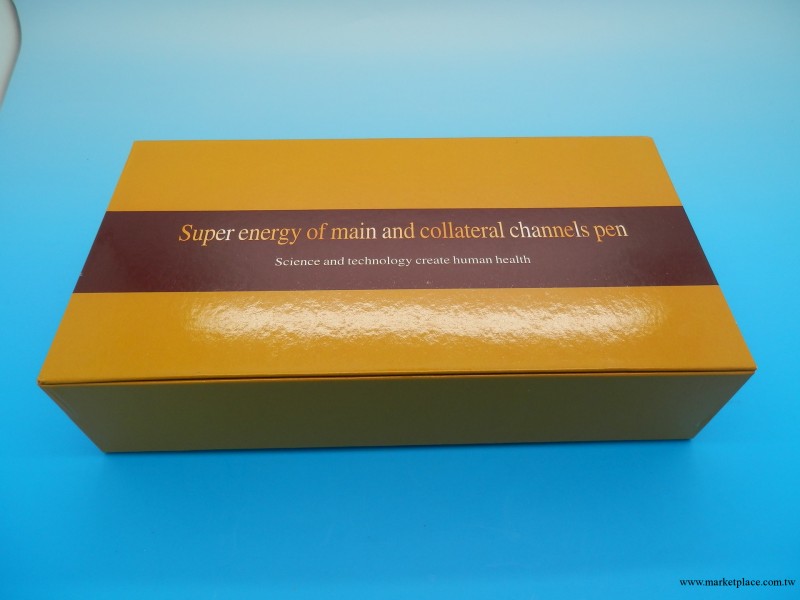 Super energy of main and collateral channels pen
Science and technology create human health
www.marketplace.com.tw